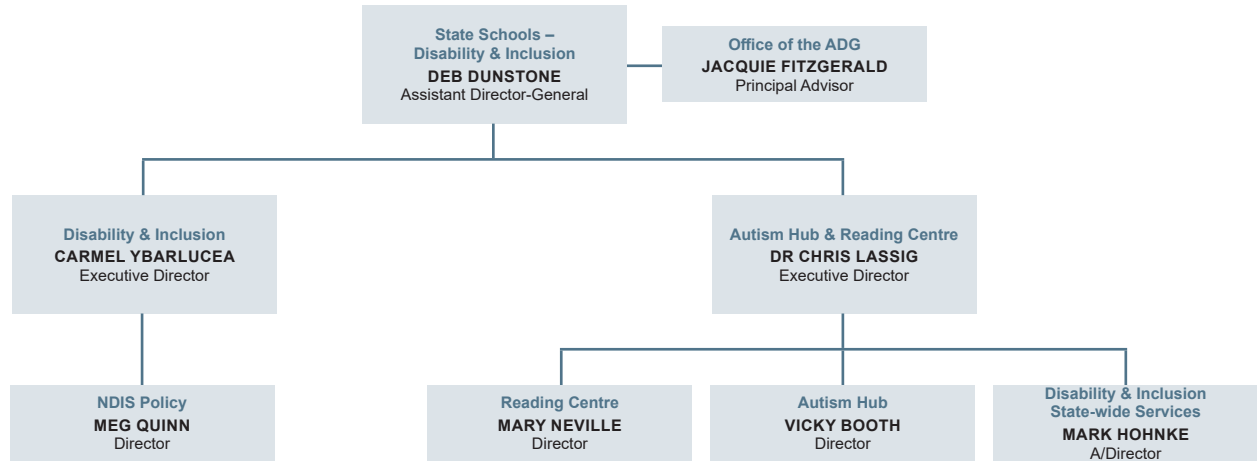 State Schools –
Disability & Inclusion
DEB DUNSTONE
Assistant Director-General
Office of the ADG
JACQUIE FITZGERALD
Principal Advisor
Disability & Inclusion
CARMEL YBARLUCEA
Executive Director
Autism Hub & Reading Centre
DR CHRIS LASSIG
Executive Director
NDIS Policy
MEG QUINN
Director
Reading Centre
MARY NEVILLE
Director
Autism Hub
VICKY BOOTH
Director
Disability & Inclusion
State-wide Services
MARK HOHNKE
A/Director